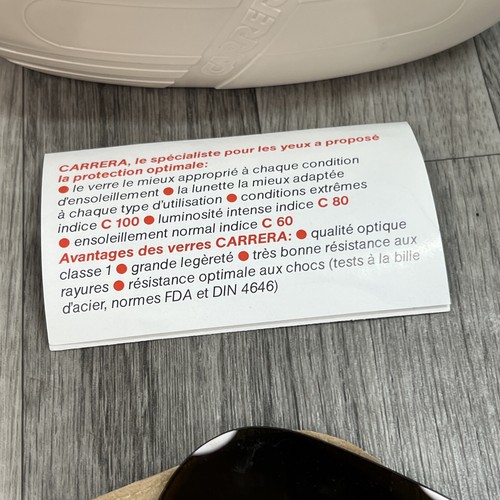 CARRERA
CARRERA, le spécialiste pour les yeux a proposé
la protection optimale:
● le verre le mieux approprié à chaque condition
d'ensoleillement ● la lunette la mieux adaptée
à chaque type d'utilisation ● conditions extrêmes
indice C 100 ● luminosité intense indice C 80
● ensoleillement normal indice C 60
Avantages des verres CARRERA: ● qualité optique
classe 1 ● grande legèreté ● très bonne résistance aux
rayures ● résistance optimale aux chocs (tests à la bille
d'acier, normes FDA et DIN 4646)